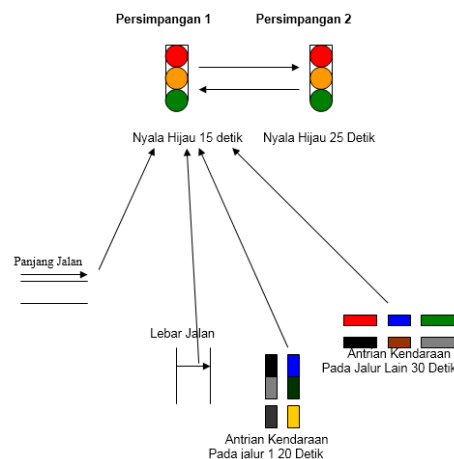 Persimpangan 1
Persimpangan 2
Nyala Hijau 15 detik
Nyala Hijau 25 Detik
Panjang Jalan
Lebar Jalan
Antrian Kendaraan
Pada Jalur Lain 30 Detik
Antrian Kendaraan
Pada jalur 1 20 Detik